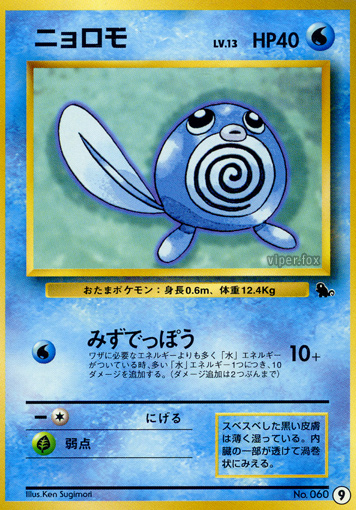 ニョロモ LV.13 HP40
viper.fox
おたまポケモン：身長0.6m、体重12.4Kg
みずでっぽう 10+
ワザに必要なエネルギーよりも多く「水」エネルギー
がついている時、多い「水」エネルギー1つにつき、10
ダメージを追加する。（ダメージ追加は2つぶんまで）
にげる
弱点
スベスベした黒い皮膚
は薄く湿っている。内
臓の一部が透けて渦巻
状にみえる。
Illus.Ken Sugimori No.060 9